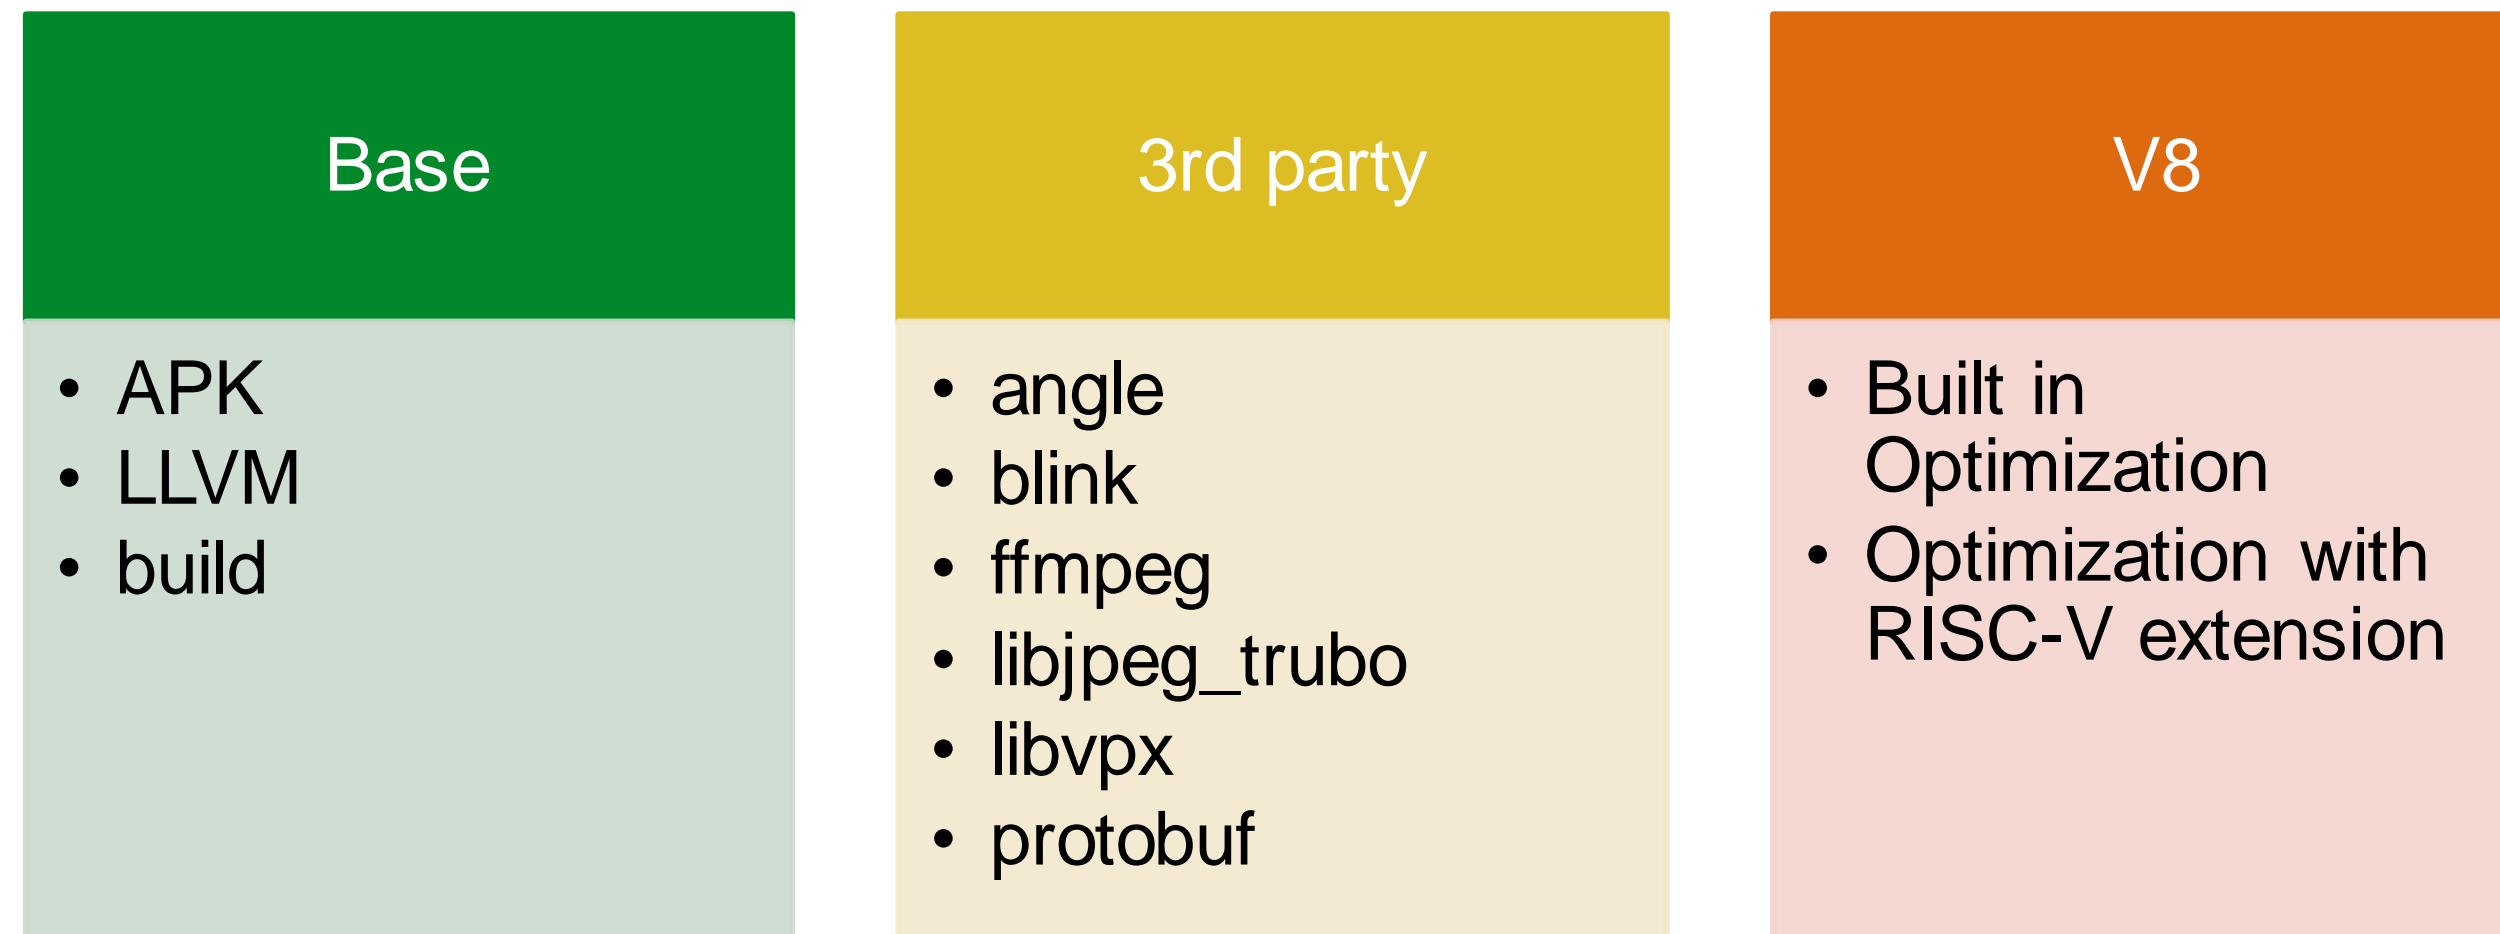 Base
• APK
• LLVM
• build
3rd party
• angle
• blink
• ffmpeg
• libjpeg_trubo
• libvpx
• protobuf
V8
• Built in
Optimization
• Optimization with
RISC-V extension